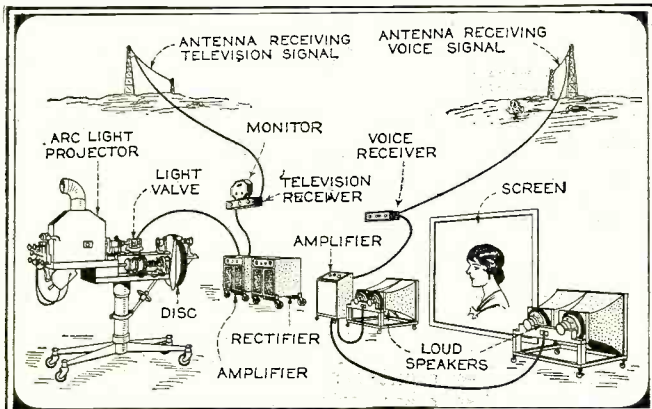 ANTENNA RECEIVING
TELEVISION SIGNAL
ANTENNA RECEIVING
VOICE SIGNAL
ARC LIGHT
PROJECTOR
LIGHT
VALVE
MONITOR
TELEVISION
RECEIVER
VOICE
RECEIVER
SCREEN
AMPLIFIER
DISC
RECTIFIER
AMPLIFIER
LOUD
SPEAKERS